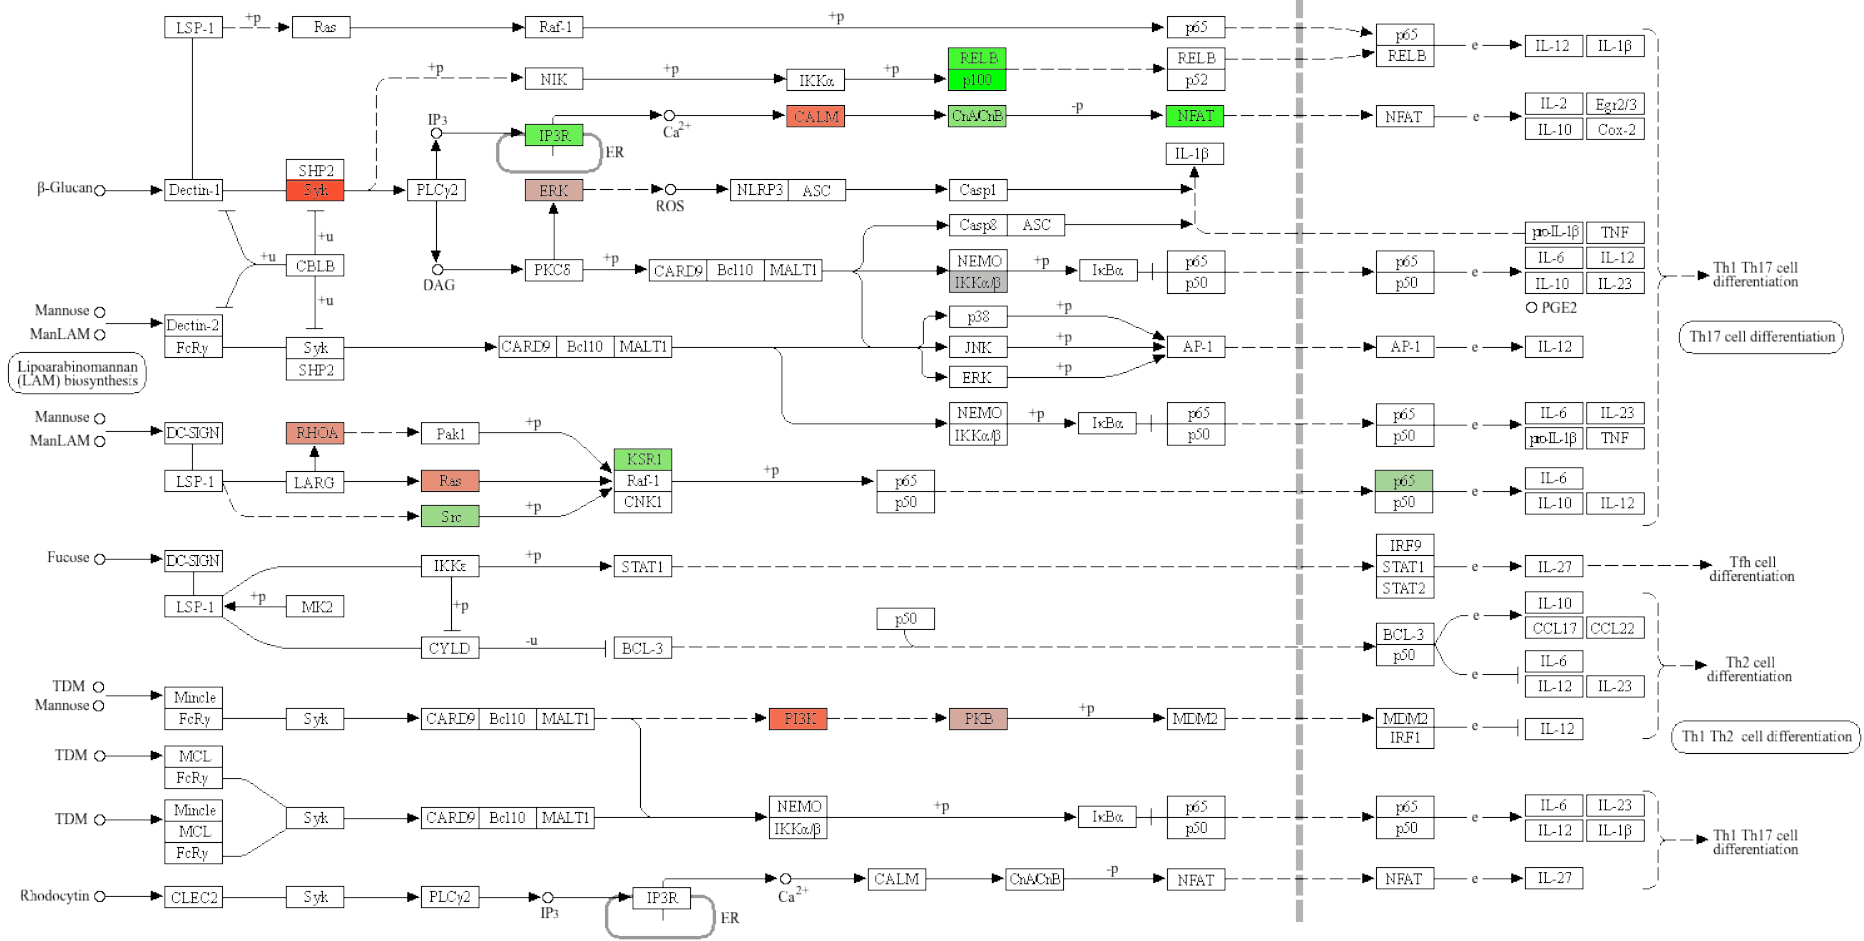 LSP-1 +p Ras Raf-1 +p p65 p65 RELB e IL-12 IL-1β
+p NIK +p IKKα +p RELB p100 RELB p52
IP3 IP3R ER Ca2+ CALM CnA/CnB -p NFAT NFAT e IL-2 Egr2/3
IL-10 Cox-2
IL-1β
β-Glucan Dectin-1 SHP2 Syk PLCγ2 ERK ROS NLRP3 ASC Casp1
+u Casp8 ASC pro-IL-1β TNF
+u CBLB DAG PKCδ +p CARD9 Bcl10 MALT1 NEMO IKKα/β +p IκBα p65 p50 p65 p50 e IL-6 IL-12
IL-10 IL-23
PGE2
Th1 Th17 cell
differentiation
+u
Mannose
ManLAM
Dectin-2 FcRγ Syk SHP2 CARD9 Bcl10 MALT1 p38 +p
JNK +p AP-1 AP-1 e IL-12
ERK +p
Th17 cell differentiation
Lipoarabinomannan
(LAM) biosynthesis
NEMO IKKα/β +p IκBα p65 p50 p65 p50 e IL-6 IL-23
pro-IL-1β TNF
Mannose
ManLAM
DC-SIGN RHOA Pak1 +p
LSP-1 LARG Ras KSR1 Raf-1 CNK1 +p p65 p50 p65 p50 e IL-6
IL-10 IL-12
Src +p
Fucose DC-SIGN IKKε +p STAT1 IRF9 STAT1 STAT2 e IL-27 Tfh cell
differentiation
LSP-1 +p MK2 +p p50 e IL-10
CCL17 CCL22
CYLD -u BCL-3 BCL-3 p50 e IL-6
IL-12 IL-23
Th2 cell
differentiation
TDM
Mannose
Mincle FcRγ Syk CARD9 Bcl10 MALT1 PI3K PKB +p MDM2 MDM2 IRF1 e IL-12
Th1 Th2 cell differentiation
TDM MCL FcRγ
TDM Mincle MCL FcRγ Syk CARD9 Bcl10 MALT1 NEMO IKKα/β +p IκBα p65 p50 p65 p50 e IL-6 IL-23
IL-12 IL-1β
Th1 Th17 cell
differentiation
Rhodocytin CLEC2 Syk PLCγ2 IP3 IP3R ER Ca2+ CALM CnA/CnB -p NFAT NFAT e IL-27